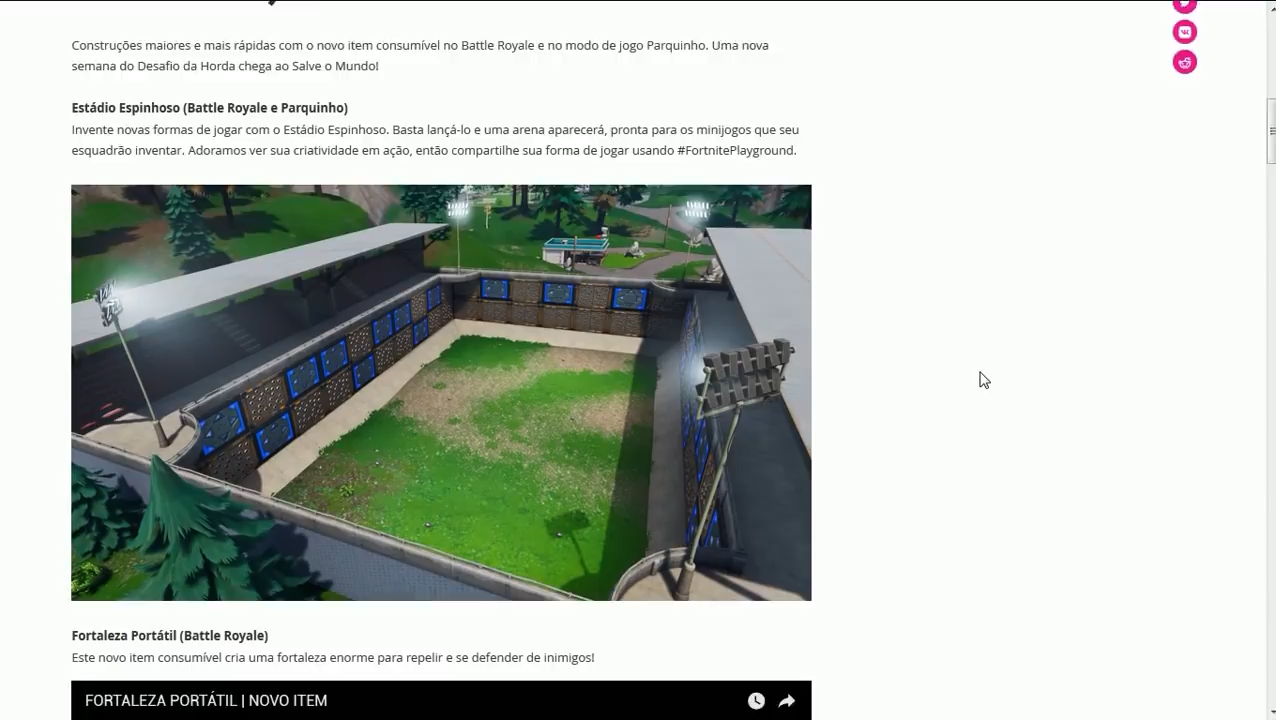 Construções maiores e mais rápidas com o novo item consumível no Battle Royale e no modo de jogo Parquinho. Uma nova
semana do Desafio da Horda chega ao Salve o Mundo!
Estádio Espinhoso (Battle Royale e Parquinho)
Invente novas formas de jogar com o Estádio Espinhoso. Basta lançá-lo e uma arena aparecerá, pronta para os minijogos que seu
esquadrão inventar. Adoramos ver sua criatividade em ação, então compartilhe sua forma de jogar usando #FortnitePlayground.
Fortaleza Portátil (Battle Royale)
Este novo item consumível cria uma fortaleza enorme para repelir e se defender de inimigos!
FORTALEZA PORTÁTIL | NOVO ITEM